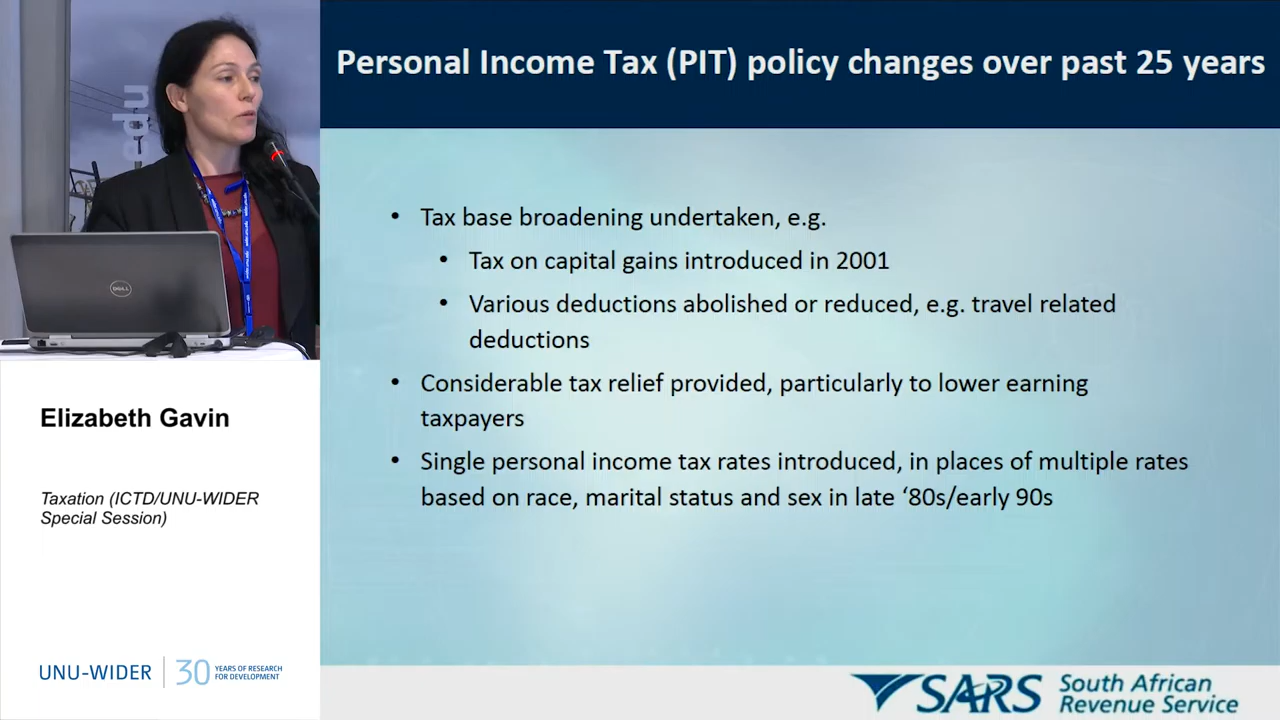 Personal Income Tax (PIT) policy changes over past 25 years
• Tax base broadening undertaken, e.g.
• Tax on capital gains introduced in 2001
• Various deductions abolished or reduced, e.g. travel related
deductions
• Considerable tax relief provided, particularly to lower earning
taxpayers
• Single personal income tax rates introduced, in places of multiple rates
based on race, marital status and sex in late ‘80s/early 90s
DELL
Elizabeth Gavin
Taxation (ICTD/UNU-WIDER
Special Session)
UNU-WIDER
30 YEARS OF RESEARCH
FOR DEVELOPMENT
SARS
South African
Revenue Service